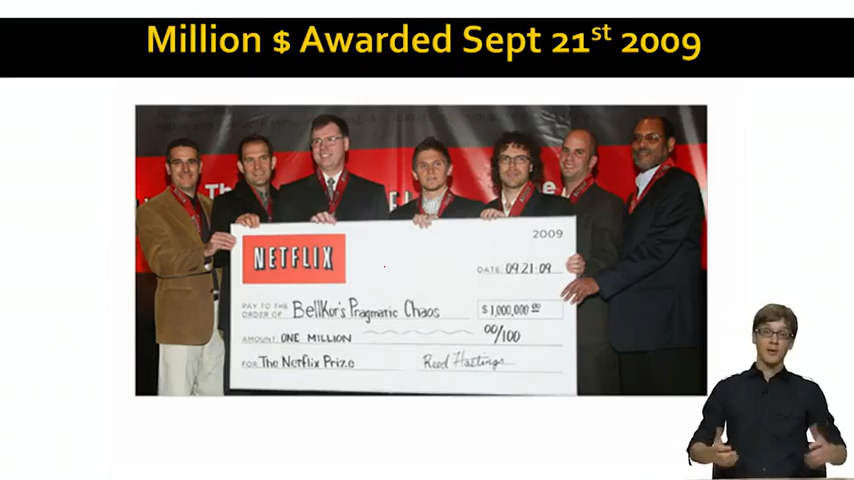 Million $ Awarded Sept 21st 2009
2009
NETFLIX
DATE: 09.21.09
PAY TO THE
ORDER OF: BellKor's Pragmatic Chaos
$ 1,000,000 00
AMOUNT: ONE MILLION 00/100
FOR: The Netflix Prize
Reed Hastings